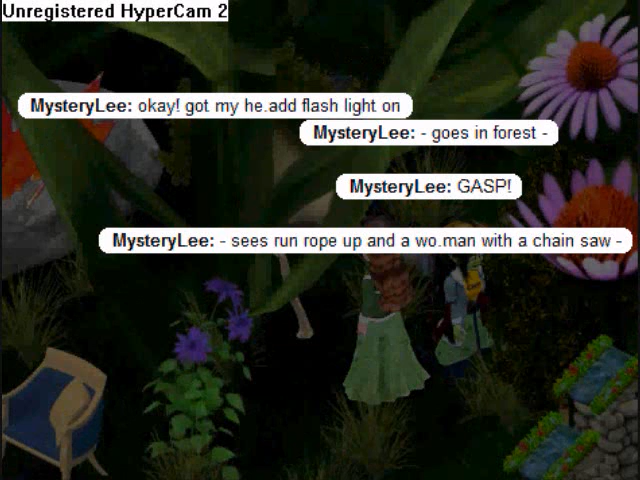 Unregistered HyperCam 2
MysteryLee: okay! got my he.add flash light on
MysteryLee: - goes in forest -
MysteryLee: GASP!
MysteryLee: - sees run rope up and a wo.man with a chain saw -